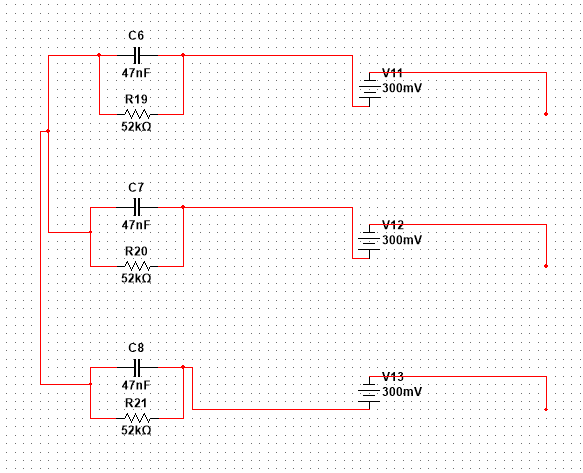 C6
47nF
R19
52kΩ
V11
300mV
C7
47nF
R20
52kΩ
V12
300mV
C8
47nF
R21
52kΩ
V13
300mV